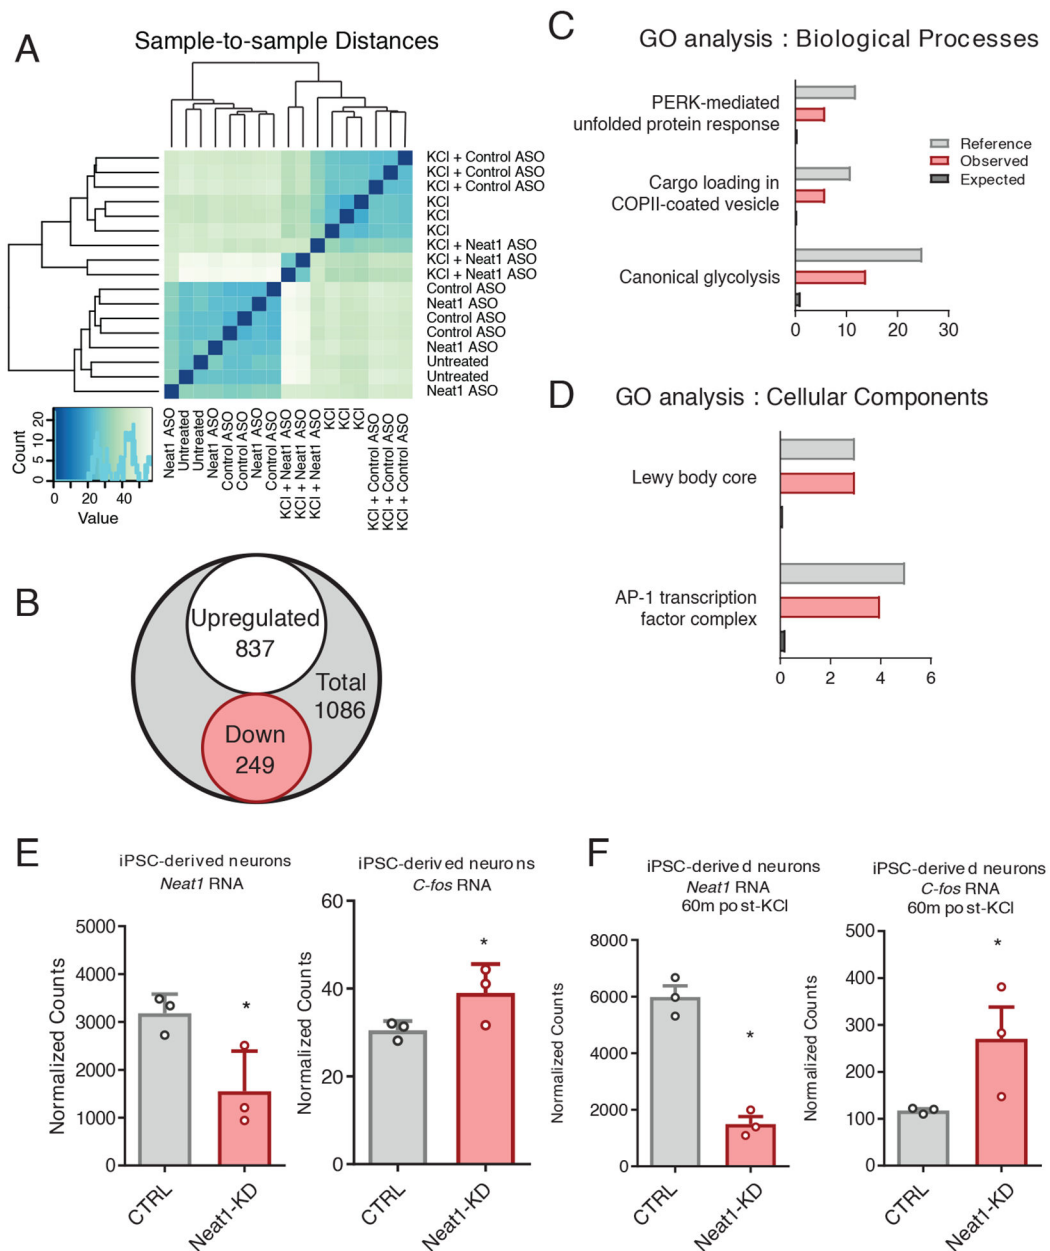 A
Sample-to-sample Distances
KCl + Control ASO
KCl + Control ASO
KCl + Control ASO
KCl
KCl
KCl
KCl + Neat1 ASO
KCl + Neat1 ASO
KCl + Neat1 ASO
Control ASO
Neat1 ASO
Control ASO
Control ASO
Neat1 ASO
Untreated
Untreated
Neat1 ASO
Neat1 ASO
Untreated
Untreated
Neat1 ASO
Control ASO
Control ASO
Neat1 ASO
Control ASO
KCl + Neat1 ASO
KCl + Neat1 ASO
KCl + Neat1 ASO
KCl
KCl
KCl
KCl + Control ASO
KCl + Control ASO
KCl + Control ASO
Count
0 5 10 20
0 20 40
Value
B
Upregulated
837
Total
1086
Down
249
C
GO analysis : Biological Processes
PERK-mediated
unfolded protein response
Cargo loading in
COPII-coated vesicle
Canonical glycolysis
Reference
Observed
Expected
0 10 20 30
D
GO analysis : Cellular Components
Lewy body core
AP-1 transcription
factor complex
0 2 4 6
E
iPSC-derived neurons
Neat1 RNA
Normalized Counts
5000
4000
3000
2000
1000
0
*
CTRL
Neat1-KD
iPSC-derived neurons
C-fos RNA
Normalized Counts
60
40
20
0
*
CTRL
Neat1-KD
F
iPSC-derived neurons
Neat1 RNA
60m post-KCl
Normalized Counts
8000
6000
4000
2000
0
*
CTRL
Neat1-KD
iPSC-derived neurons
C-fos RNA
60m post-KCl
Normalized Counts
500
400
300
200
100
0
*
CTRL
Neat1-KD